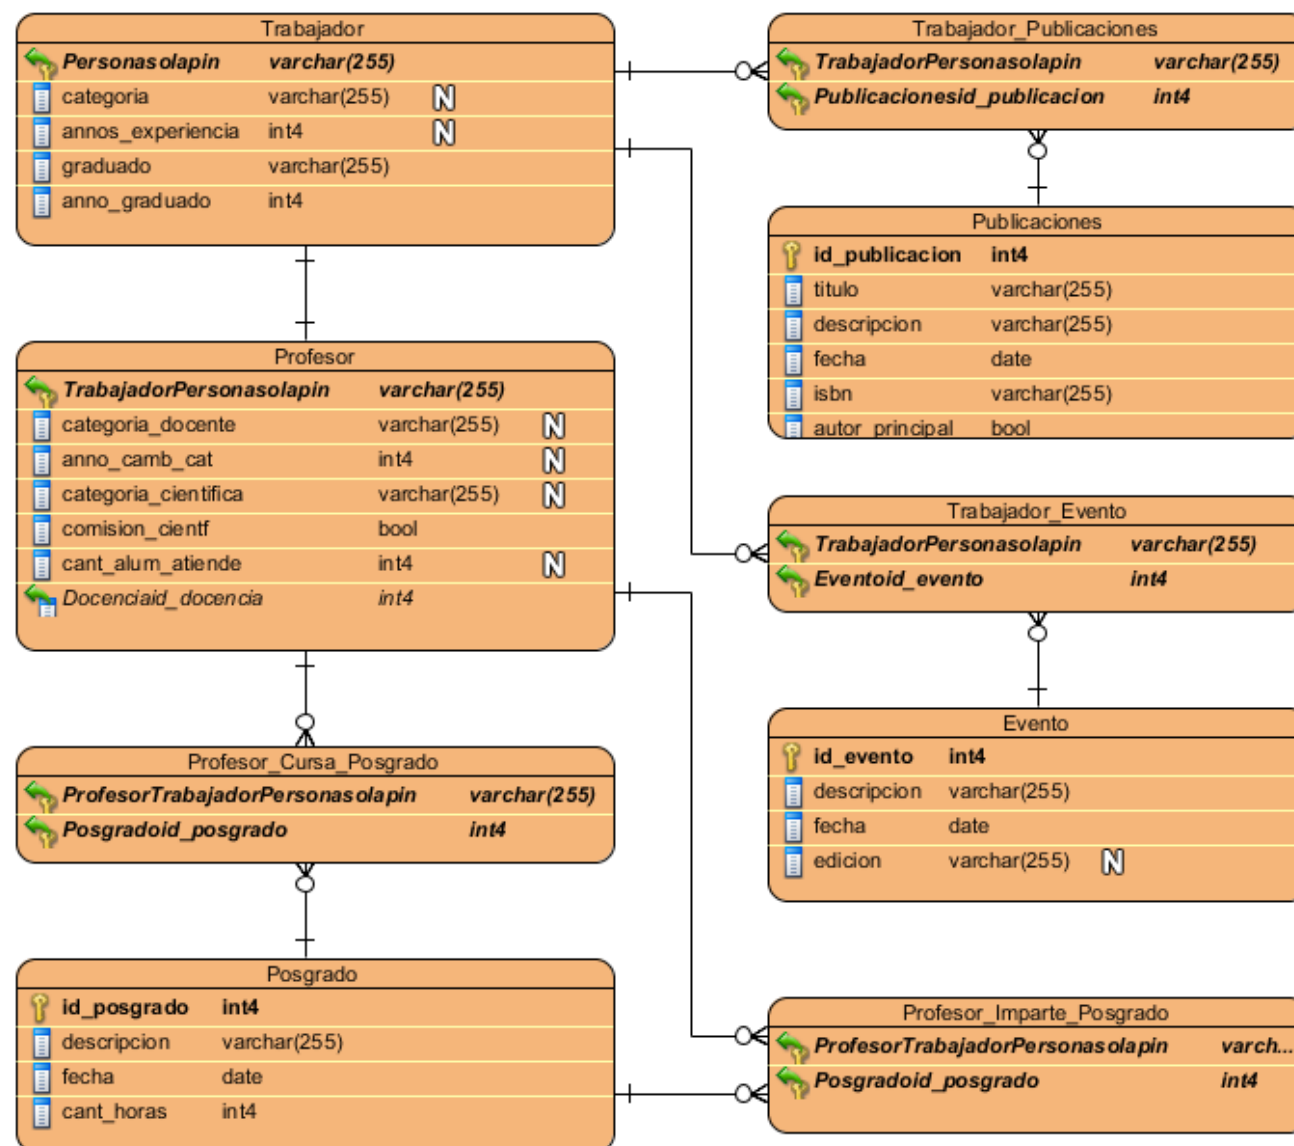 Trabajador
Personasolapin varchar(255)
categoria varchar(255) N
annos_experiencia int4 N
graduado varchar(255)
anno_graduado int4
Profesor
TrabajadorPersonasolapin varchar(255)
categoria_docente varchar(255) N
anno_camb_cat int4 N
categoria_cientifica varchar(255) N
comision_cientf bool
cant_alum_atiende int4 N
Docenciaid_docencia int4
Profesor_Cursa_Posgrado
ProfesorTrabajadorPersonasolapin varchar(255)
Posgradoid_posgrado int4
Posgrado
id_posgrado int4
descripcion varchar(255)
fecha date
cant_horas int4
Trabajador_Publicaciones
TrabajadorPersonasolapin varchar(255)
Publicacionesid_publicacion int4
Publicaciones
id_publicacion int4
titulo varchar(255)
descripcion varchar(255)
fecha date
isbn varchar(255)
autor_principal bool
Trabajador_Evento
TrabajadorPersonasolapin varchar(255)
Eventoid_evento int4
Evento
id_evento int4
descripcion varchar(255)
fecha date
edicion varchar(255) N
Profesor_Imparte_Posgrado
ProfesorTrabajadorPersonasolapin varch...
Posgradoid_posgrado int4